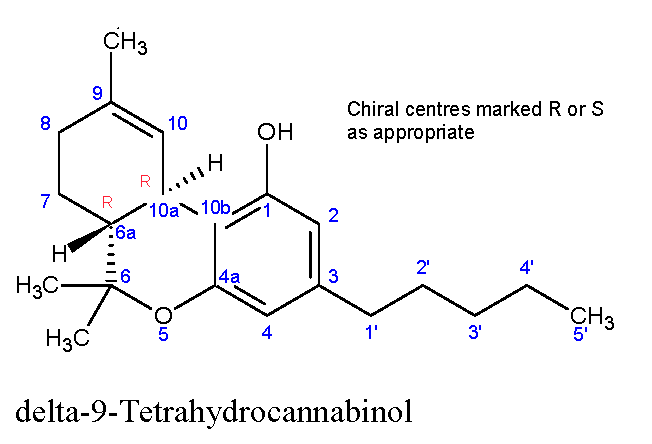 CH3
9
8
10
OH
Chiral centres marked R or S
as appropriate
H
R
7
R
10a
10b
1
2
6a
H
6
4a
3
2'
4'
H3C
O
CH3
H3C
5
4
1'
3'
5'
delta-9-Tetrahydrocannabinol